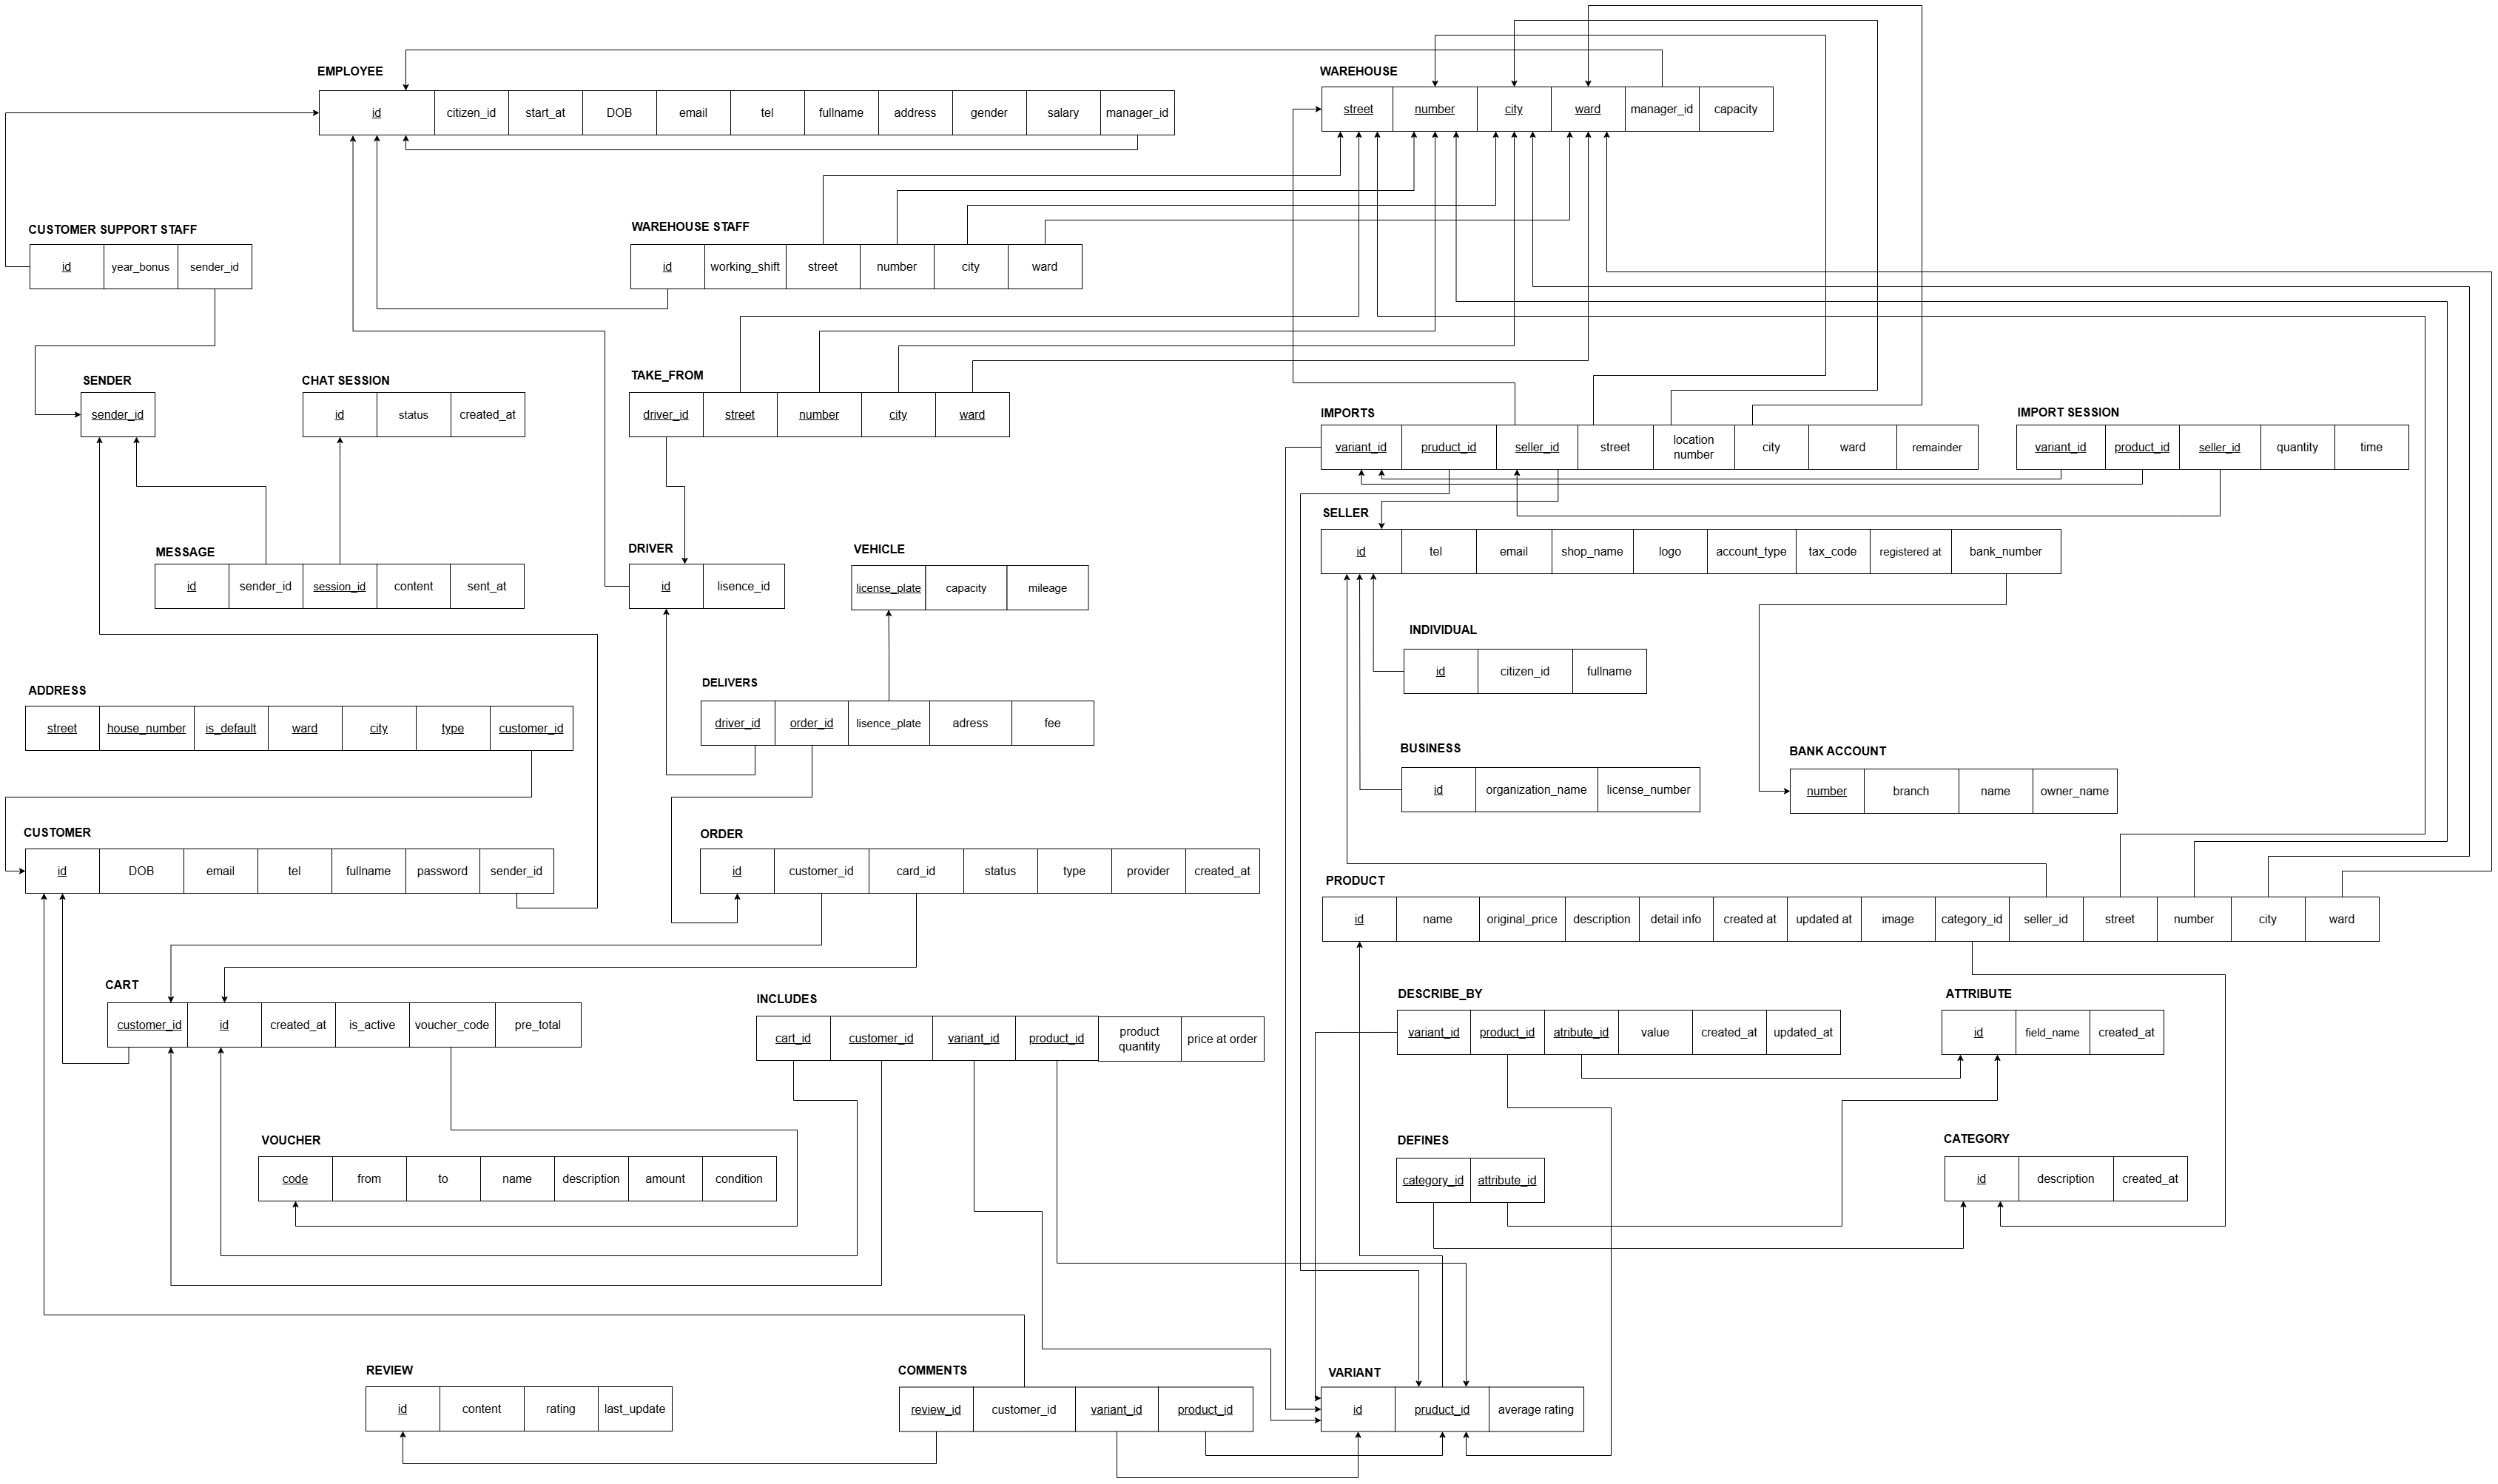 EMPLOYEE
id citizen_id start_at DOB email tel fullname address gender salary manager_id
WAREHOUSE
street number city ward manager_id capacity
CUSTOMER SUPPORT STAFF
id year_bonus sender_id
WAREHOUSE STAFF
id working_shift street number city ward
SENDER
sender_id
CHAT SESSION
id status created_at
TAKE_FROM
driver_id street number city ward
IMPORTS
variant_id pruduct_id seller_id street location number city ward remainder
IMPORT SESSION
variant_id product_id seller_id quantity time
SELLER
id tel email shop_name logo account_type tax_code registered at bank_number
MESSAGE
id sender_id session_id content sent_at
DRIVER
id lisence_id
VEHICLE
license_plate capacity mileage
INDIVIDUAL
id citizen_id fullname
DELIVERS
driver_id order_id lisence_plate adress fee
ADDRESS
street house_number is_default ward city type customer_id
BUSINESS
id organization_name license_number
BANK ACCOUNT
number branch name owner_name
CUSTOMER
id DOB email tel fullname password sender_id
ORDER
id customer_id card_id status type provider created_at
PRODUCT
id name original_price description detail info created at updated at image category_id seller_id street number city ward
CART
customer_id id created_at is_active voucher_code pre_total
INCLUDES
cart_id customer_id variant_id product_id product quantity price at order
DESCRIBE_BY
variant_id product_id atribute_id value created_at updated_at
ATTRIBUTE
id field_name created_at
VOUCHER
code from to name description amount condition
DEFINES
category_id attribute_id
CATEGORY
id description created_at
REVIEW
id content rating last_update
COMMENTS
review_id customer_id variant_id product_id
VARIANT
id pruduct_id average rating